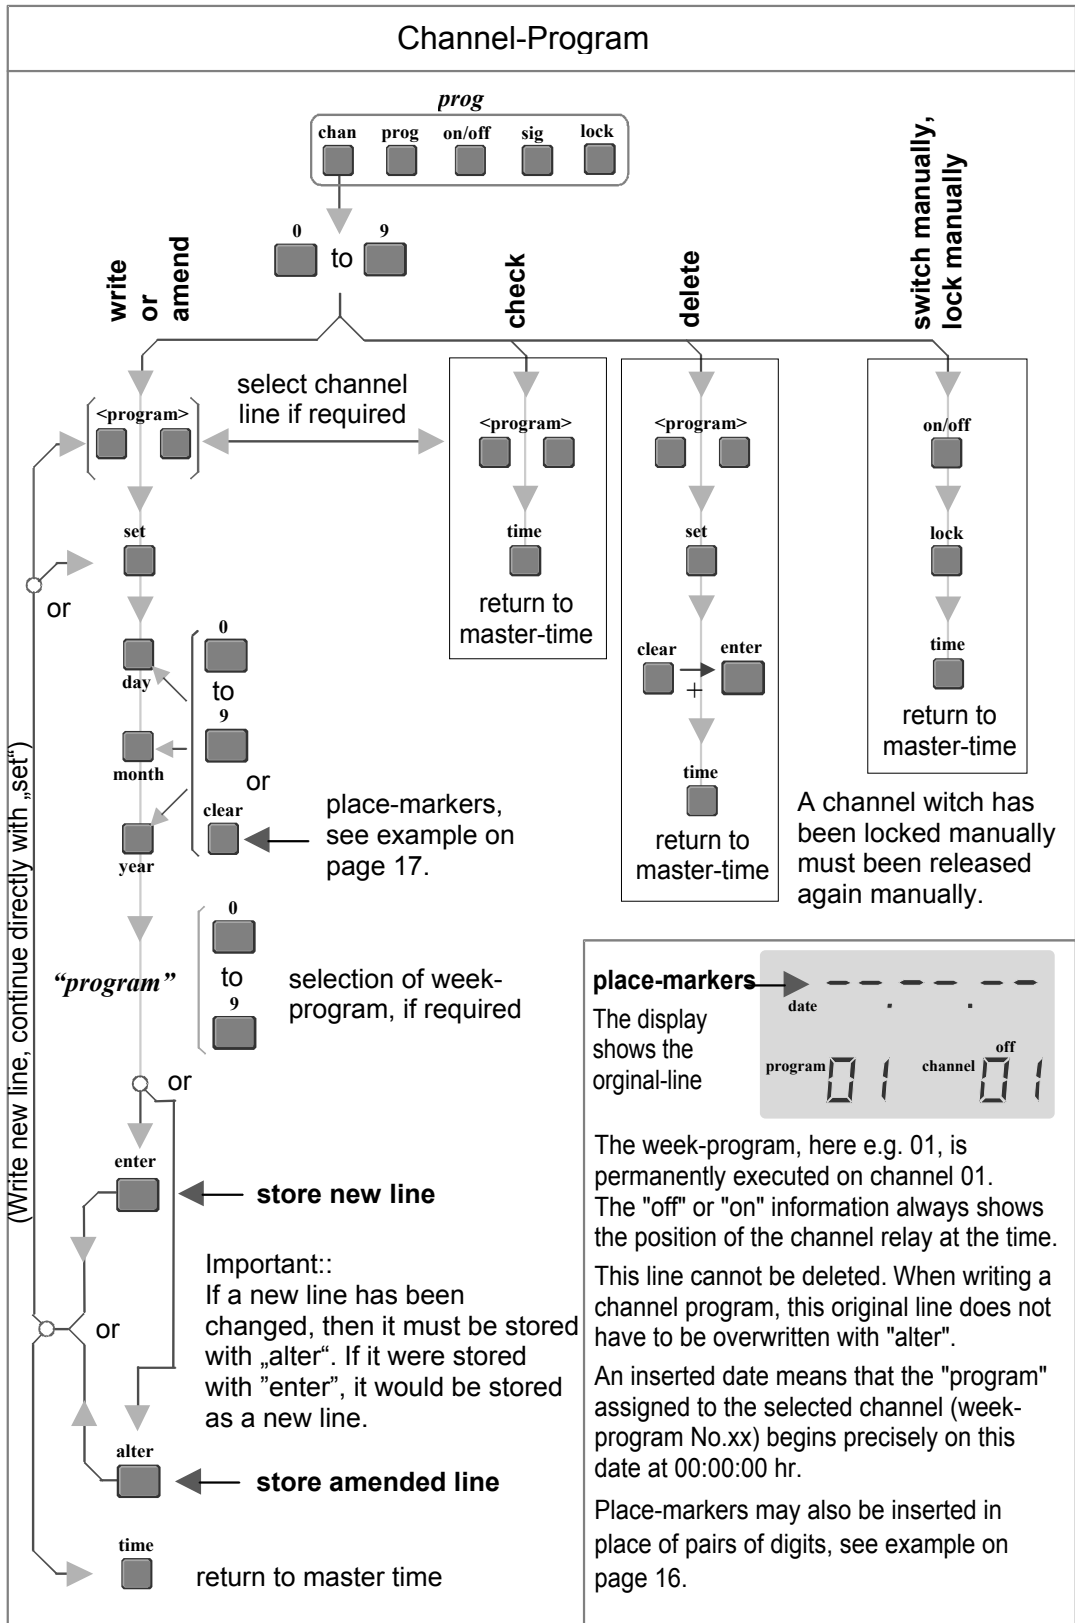 Channel-Program
prog
chan prog on/off sig lock
0 to 9
write
or
amend
check
delete
switch manually,
lock manually
select channel
line if required
<program>
set
or
day
month
year
0
to
9
or
clear
place-markers,
see example on
page 17.
"program"
0
to
9
selection of week-
program, if required
or
enter
store new line
Important::
If a new line has been
changed, then it must be stored
with „alter“. If it were stored
with ”enter”, it would be stored
as a new line.
or
alter
store amended line
time
return to master time
(Write new line, continue directly with „set“)
<program>
time
return to
master-time
<program>
set
clear + enter
time
return to
master-time
on/off
lock
time
return to
master-time
A channel witch has
been locked manually
must been released
again manually.
place-markers
date -- . -- . --
The display
shows the
orginal-line
off
program 01 channel 01
The week-program, here e.g. 01, is
permanently executed on channel 01.
The "off" or "on" information always shows
the position of the channel relay at the time.
This line cannot be deleted. When writing a
channel program, this original line does not
have to be overwritten with "alter".
An inserted date means that the "program"
assigned to the selected channel (week-
program No.xx) begins precisely on this
date at 00:00:00 hr.
Place-markers may also be inserted in
place of pairs of digits, see example on
page 16.